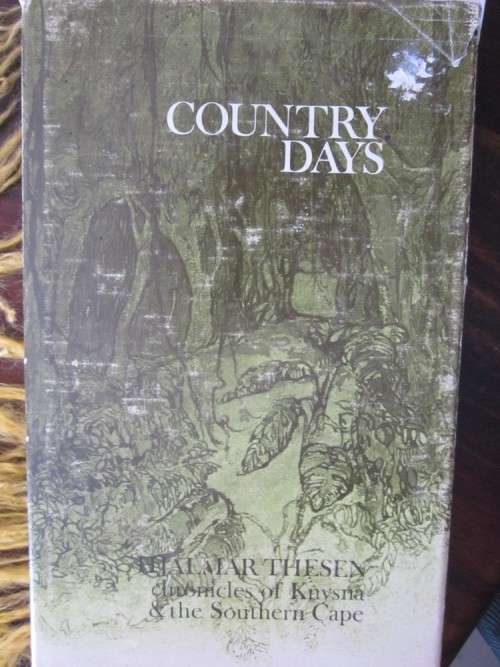 COUNTRY
DAYS
HJALMAR THESEN
chronicles of Knysna
& the Southern Cape